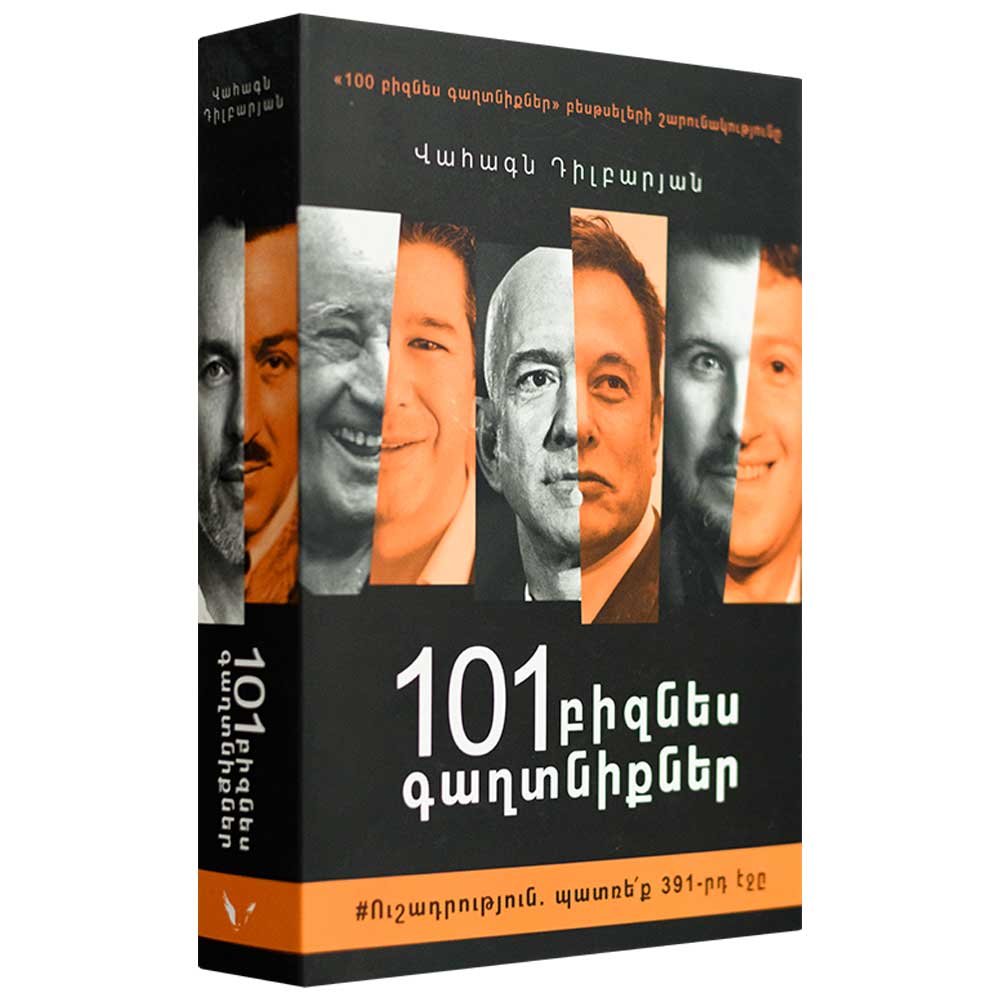 «100 բիզնես գաղտնիքներ» բեսթսելերի շարունակությունը
Վահագն Դիլբարյան
101 բիզնես
գաղտնիքներ
#Ուշադրություն. պատռե՛ք 391-րդ էջը
Վահագն
Դիլբարյան
101 բիզնես
գաղտնիքներ